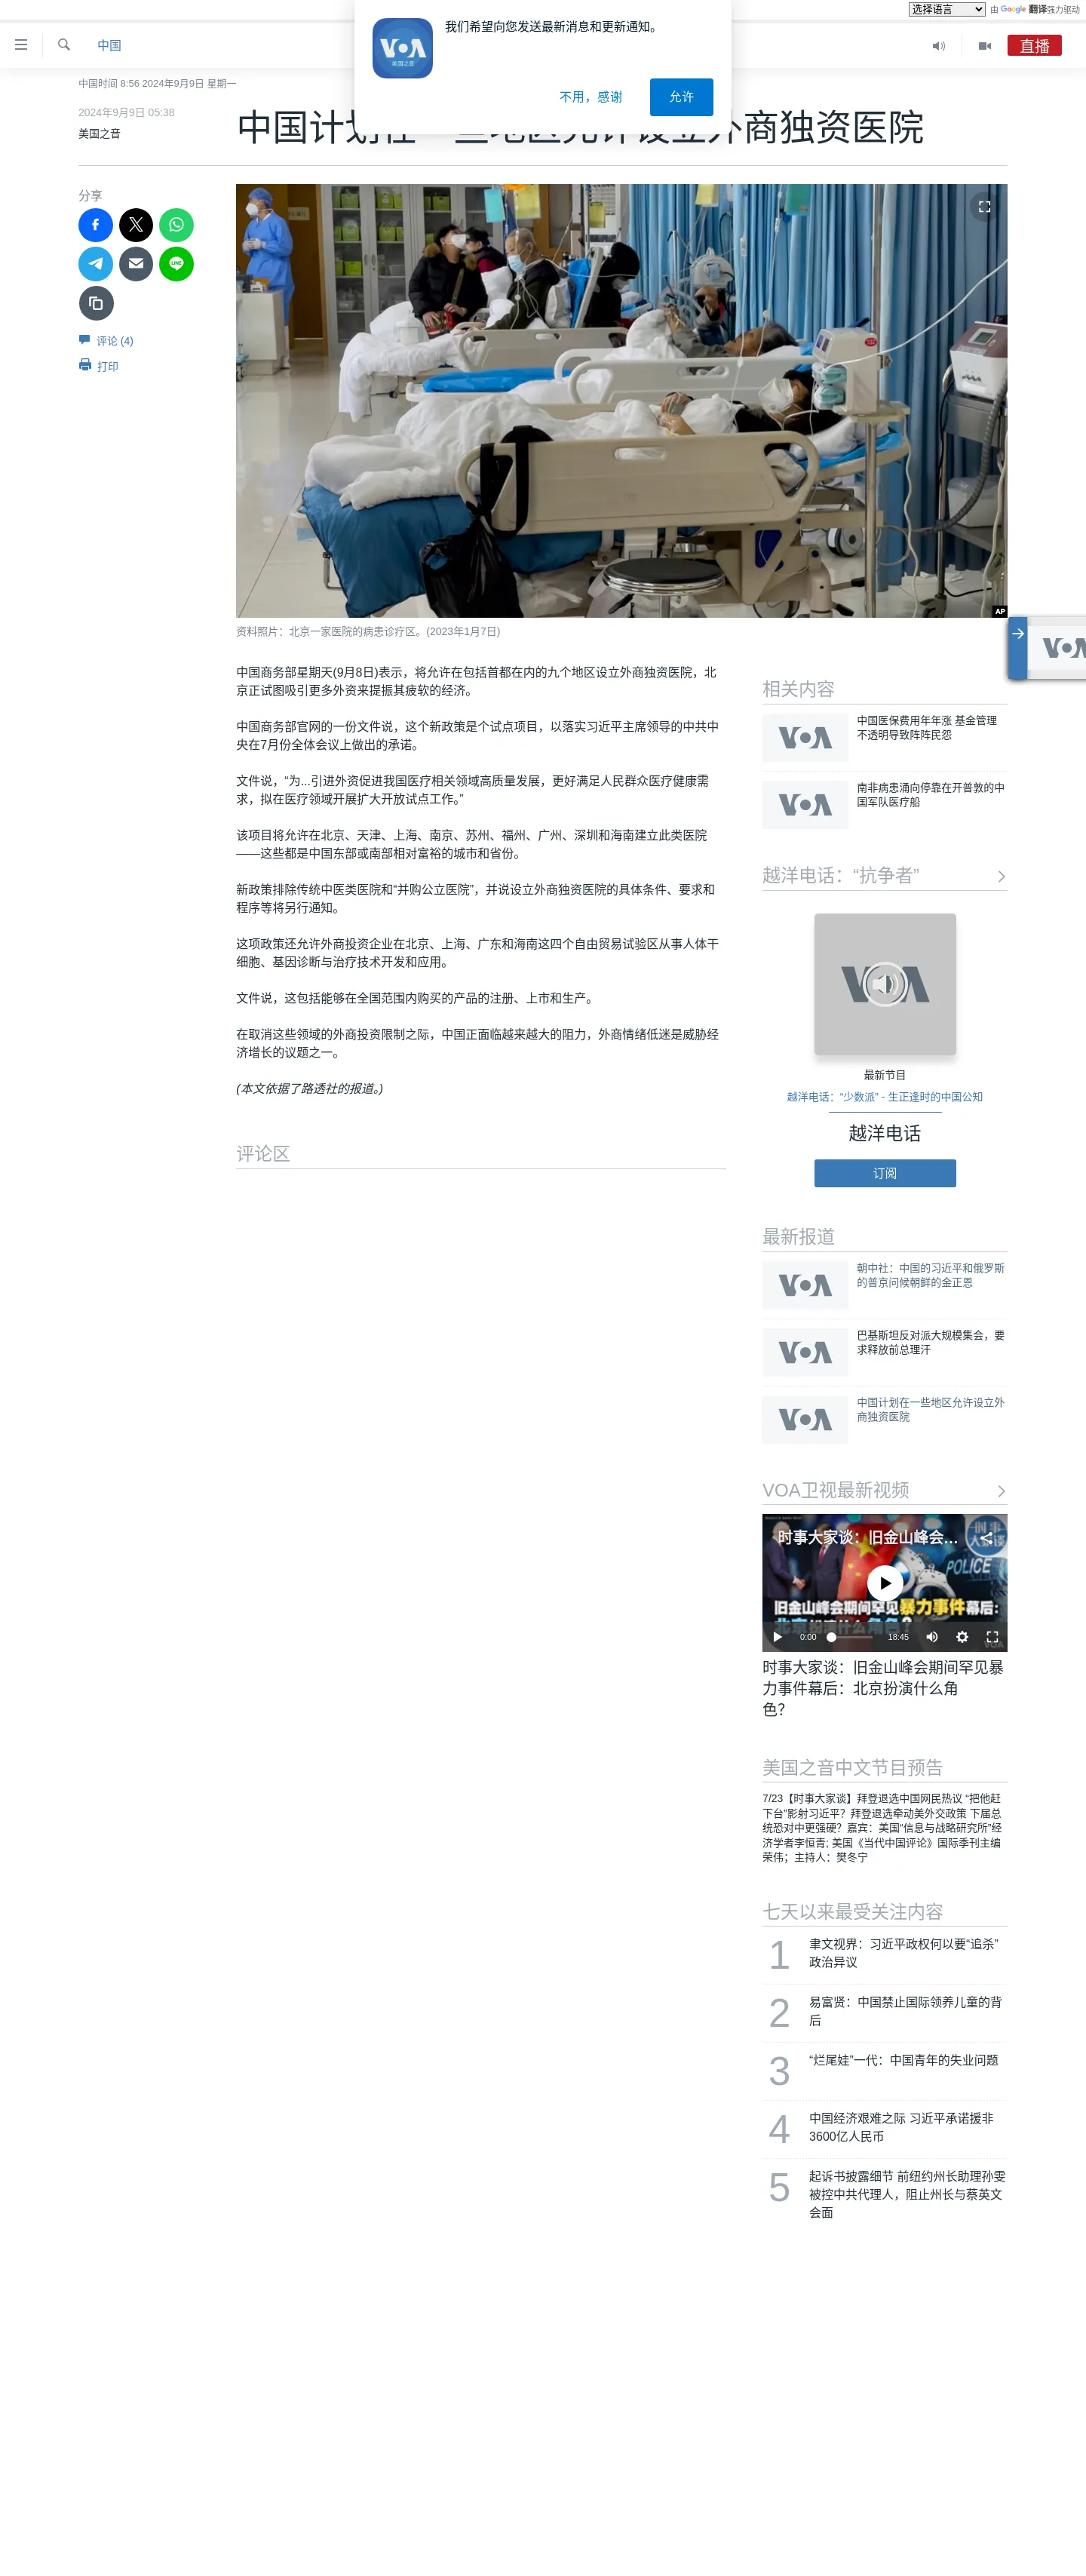 选择语言 由 Google 翻译强力驱动
我们希望向您发送最新消息和更新通知。
VOA
美国之音
不用，感谢
允许
中国
直播
中国时间 8:56 2024年9月9日 星期一
2024年9月9日 05:38
美国之音
中国计划在一些地区允许设立外商独资医院
分享
评论 (4)
打印
AP
资料照片：北京一家医院的病患诊疗区。(2023年1月7日)
中国商务部星期天(9月8日)表示，将允许在包括首都在内的九个地区设立外商独资医院，北
京正试图吸引更多外资来提振其疲软的经济。
中国商务部官网的一份文件说，这个新政策是个试点项目，以落实习近平主席领导的中共中
央在7月份全体会议上做出的承诺。
文件说，“为...引进外资促进我国医疗相关领域高质量发展，更好满足人民群众医疗健康需
求，拟在医疗领域开展扩大开放试点工作。”
该项目将允许在北京、天津、上海、南京、苏州、福州、广州、深圳和海南建立此类医院
——这些都是中国东部或南部相对富裕的城市和省份。
新政策排除传统中医类医院和“并购公立医院”，并说设立外商独资医院的具体条件、要求和
程序等将另行通知。
这项政策还允许外商投资企业在北京、上海、广东和海南这四个自由贸易试验区从事人体干
细胞、基因诊断与治疗技术开发和应用。
文件说，这包括能够在全国范围内购买的产品的注册、上市和生产。
在取消这些领域的外商投资限制之际，中国正面临越来越大的阻力，外商情绪低迷是威胁经
济增长的议题之一。
(本文依据了路透社的报道。)
评论区
相关内容
VOA
中国医保费用年年涨 基金管理
不透明导致阵阵民怨
VOA
南非病患涌向停靠在开普敦的中
国军队医疗船
越洋电话：“抗争者”
VOA
最新节目
越洋电话：“少数派” - 生正逢时的中国公知
越洋电话
订阅
最新报道
VOA
朝中社：中国的习近平和俄罗斯
的普京问候朝鲜的金正恩
VOA
巴基斯坦反对派大规模集会，要
求释放前总理汗
VOA
中国计划在一些地区允许设立外
商独资医院
VOA卫视最新视频
时事大家谈：旧金山峰会...
时事
大家谈
POLICE
旧金山峰会期间罕见暴力事件幕后:
0:00
18:45
时事大家谈：旧金山峰会期间罕见暴
力事件幕后：北京扮演什么角
色？
美国之音中文节目预告
7/23【时事大家谈】拜登退选中国网民热议 “把他赶
下台”影射习近平？拜登退选牵动美外交政策 下届总
统恐对中更强硬？嘉宾：美国“信息与战略研究所”经
济学者李恒青; 美国《当代中国评论》国际季刊主编
荣伟；主持人：樊冬宁
七天以来最受关注内容
1
聿文视界：习近平政权何以要“追杀”
政治异议
2
易富贤：中国禁止国际领养儿童的背
后
3
“烂尾娃”一代：中国青年的失业问题
4
中国经济艰难之际 习近平承诺援非
3600亿人民币
5
起诉书披露细节 前纽约州长助理孙雯
被控中共代理人，阻止州长与蔡英文
会面